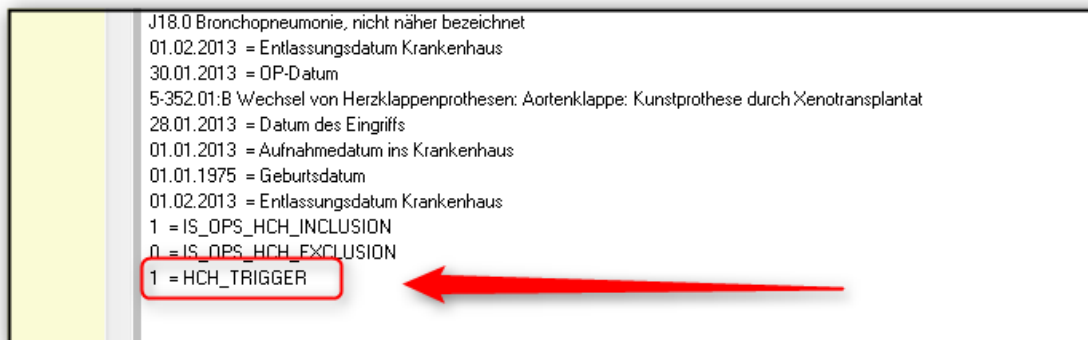 J18.0 Bronchopneumonie, nicht näher bezeichnet
01.02.2013 = Entlassungsdatum Krankenhaus
30.01.2013 = OP-Datum
5-352.01:B Wechsel von Herzklappenprothesen: Aortenklappe: Kunstprothese durch Xenotransplantat
28.01.2013 = Datum des Eingriffs
01.01.2013 = Aufnahmedatum ins Krankenhaus
01.01.1975 = Geburtsdatum
01.02.2013 = Entlassungsdatum Krankenhaus
1 = IS_OPS_HCH_INCLUSION
0 = IS_OPS_HCH_EXCLUSION
1 = HCH_TRIGGER